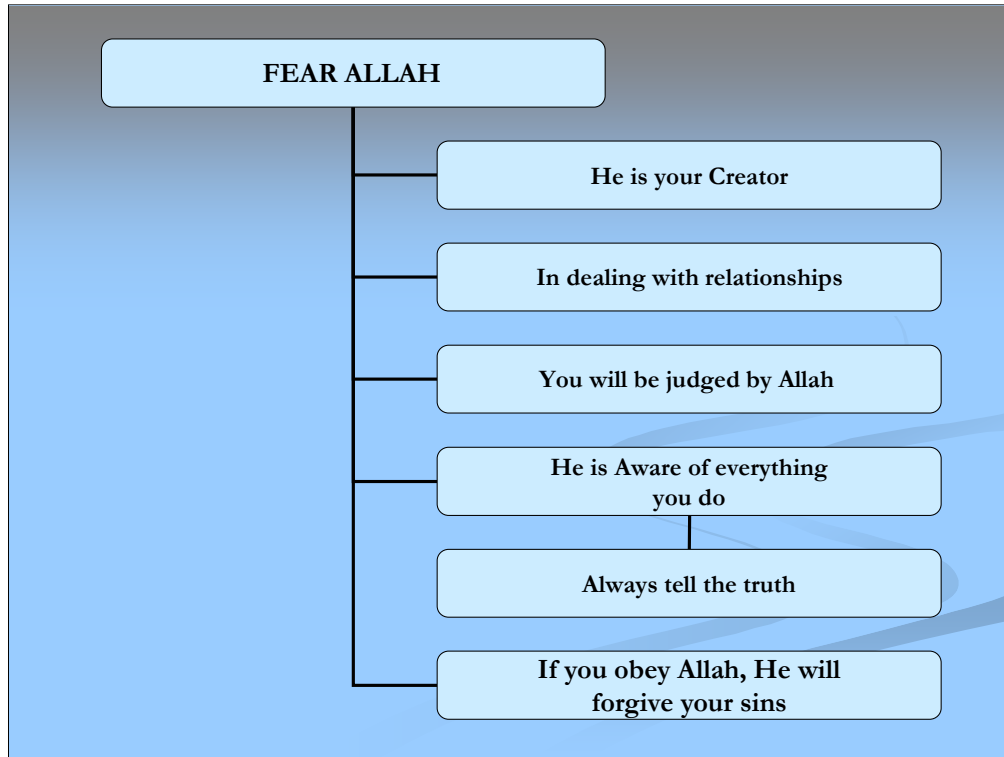 FEAR ALLAH
He is your Creator
In dealing with relationships
You will be judged by Allah
He is Aware of everything
you do
Always tell the truth
If you obey Allah, He will
forgive your sins